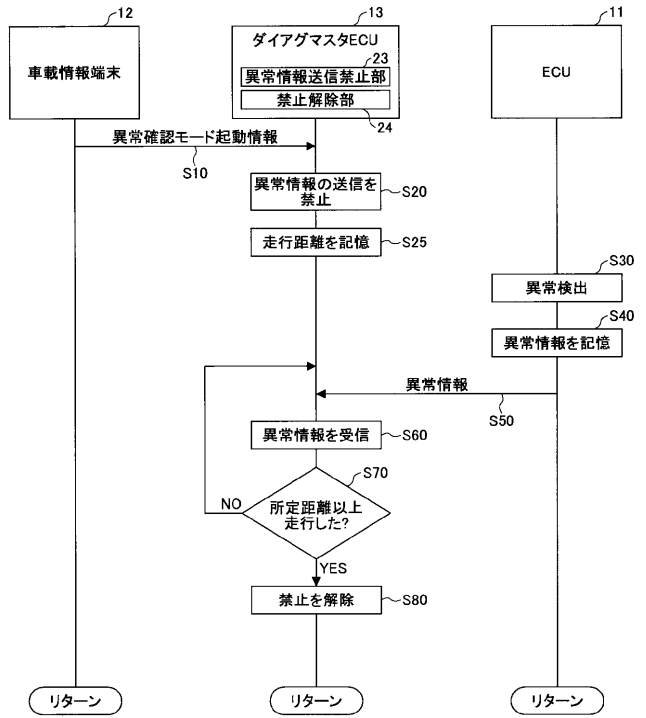 12
13
11
車載情報端末
ダイアグマスタECU
23
異常情報送信禁止部
禁止解除部
24
ECU
異常確認モード起動情報
S10
異常情報の送信を
禁止
S20
走行距離を記憶
S25
S30
異常検出
S40
異常情報を記憶
異常情報
S50
異常情報を受信
S60
S70
所定距離以上
走行した?
NO
YES
禁止を解除
S80
リターン
リターン
リターン